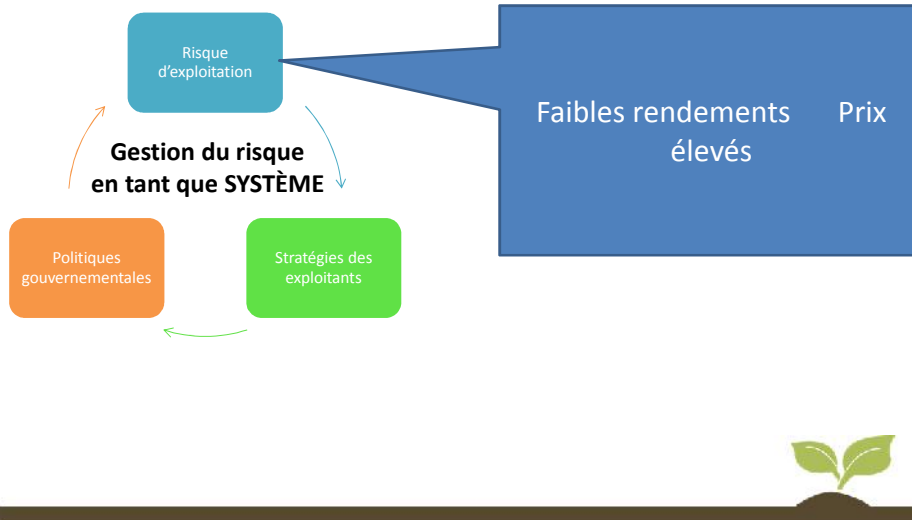 Risque
d'exploitation
Faibles rendements Prix
élevés
Gestion du risque
en tant que SYSTÈME
Politiques
gouvernementales
Stratégies des
exploitants